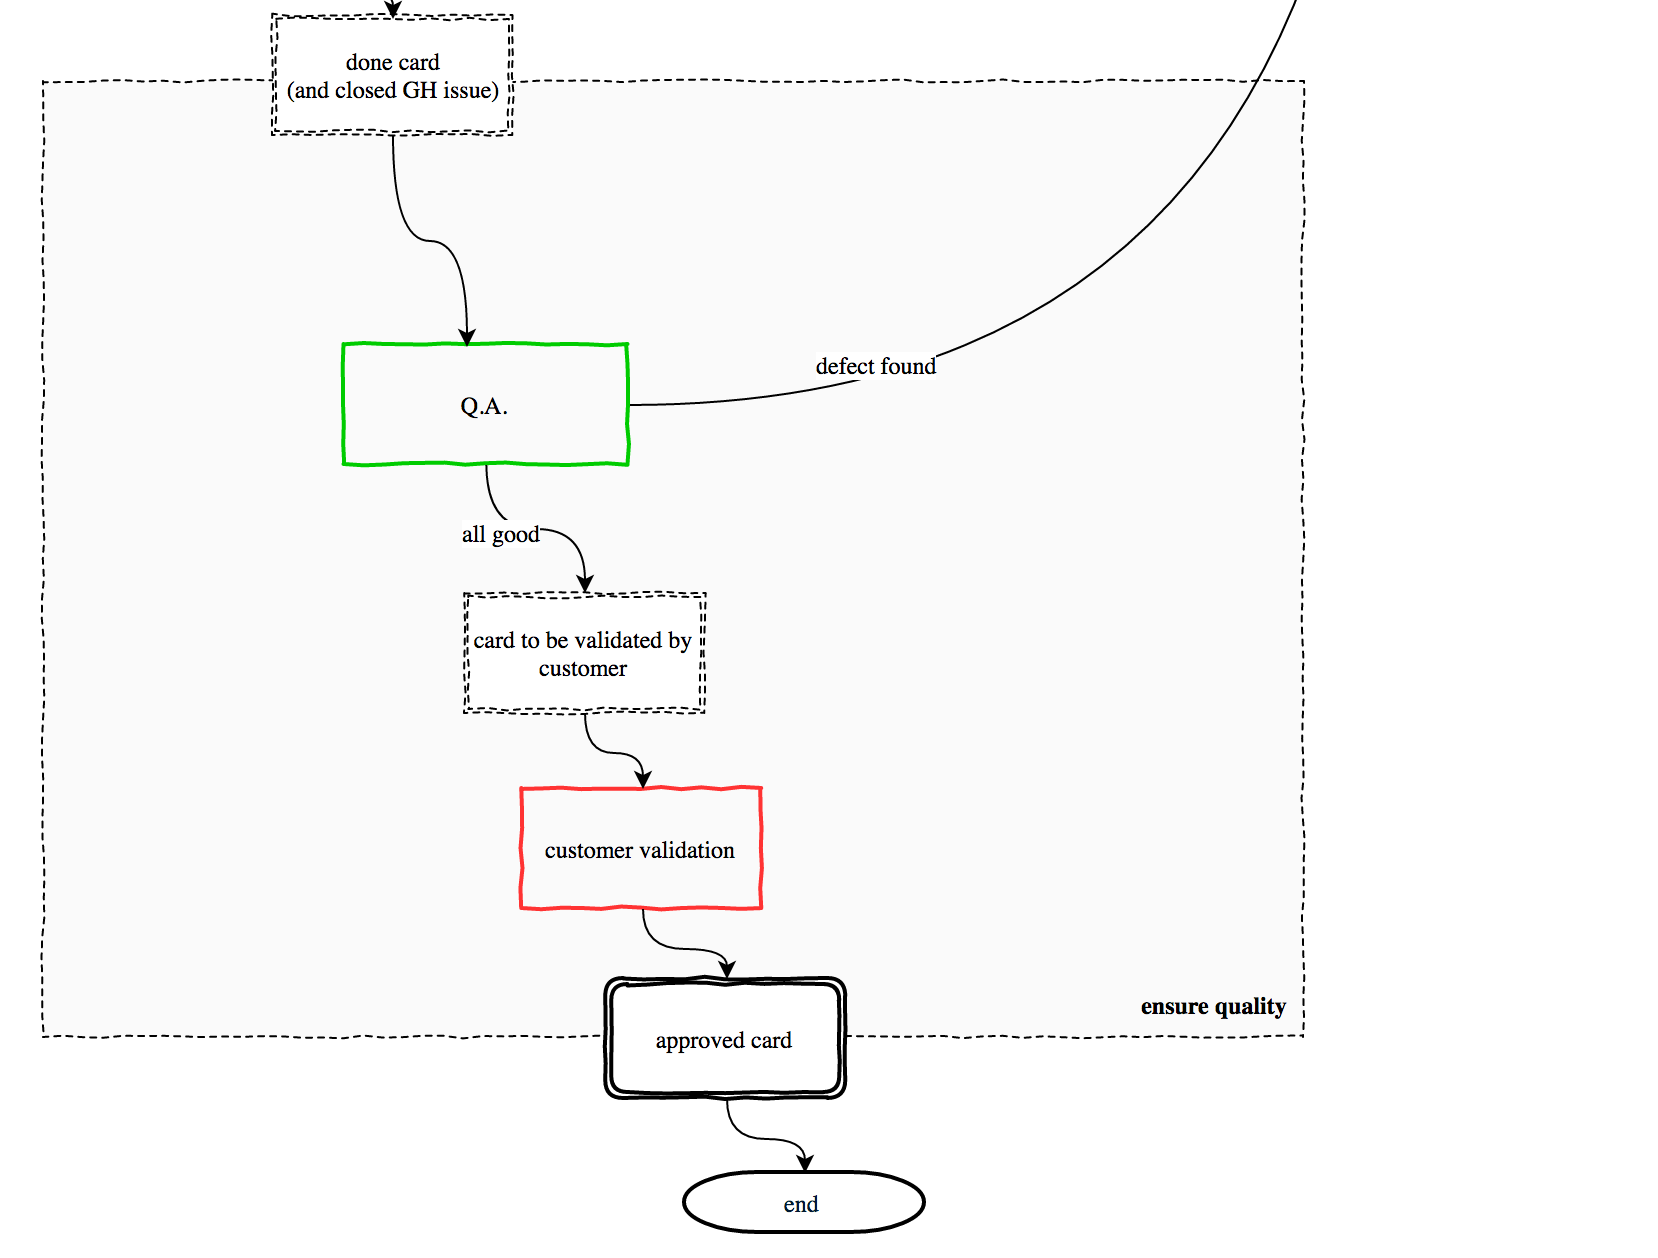 done card
(and closed GH issue)
defect found
Q.A.
all good
card to be validated by
customer
customer validation
ensure quality
approved card
end